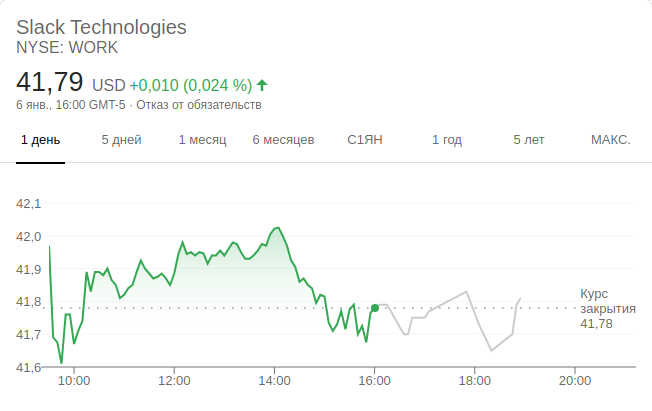 Slack Technologies
NYSE: WORK
41,79 USD +0,010 (0,024 %)
6 янв., 16:00 GMT-5 · Отказ от обязательств
1 день 5 дней 1 месяц 6 месяцев С1ЯН 1 год 5 лет МАКС.
42,1
42,0
41,9
41,8
41,7
41,6
Курс
закрытия
41,78
10:00 12:00 14:00 16:00 18:00 20:00